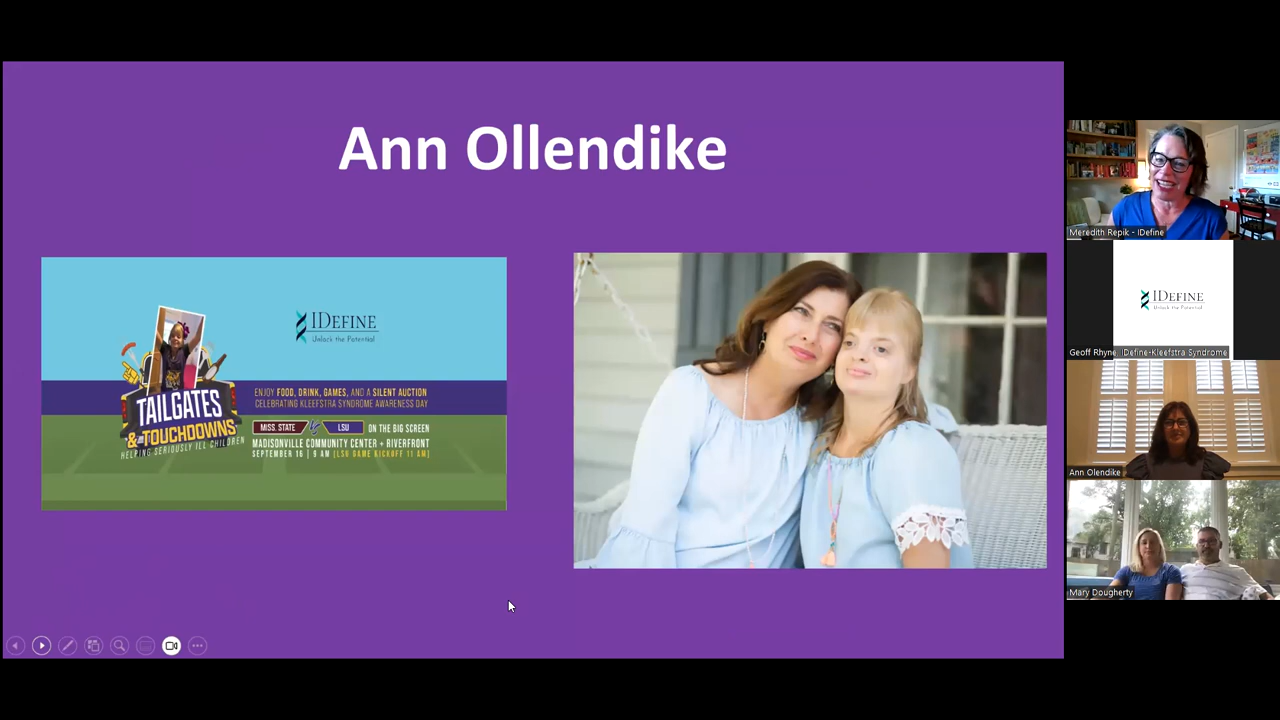 Ann Ollendike
IDEFINE
Unlock the Potential
ENJOY FOOD, DRINK, GAMES, AND A SILENT AUCTION
CELEBRATING KLEEFSTRA SYNDROME AWARENESS DAY
TAILGATES
& TOUCHDOWNS
HELPING SERIOUSLY ILL CHILDREN
MISS. STATE VS LSU ON THE BIG SCREEN
MADISONVILLE COMMUNITY CENTER + RIVERFRONT
SEPTEMBER 16 | 9 AM (LSU GAME KICKOFF 11 AM)
Meredith Repik - IDefine
IDEFINE
Unlock the Potential
Geoff Rhyne IDefine-Kleefstra Syndrome
Ann Olendike
Mary Dougherty